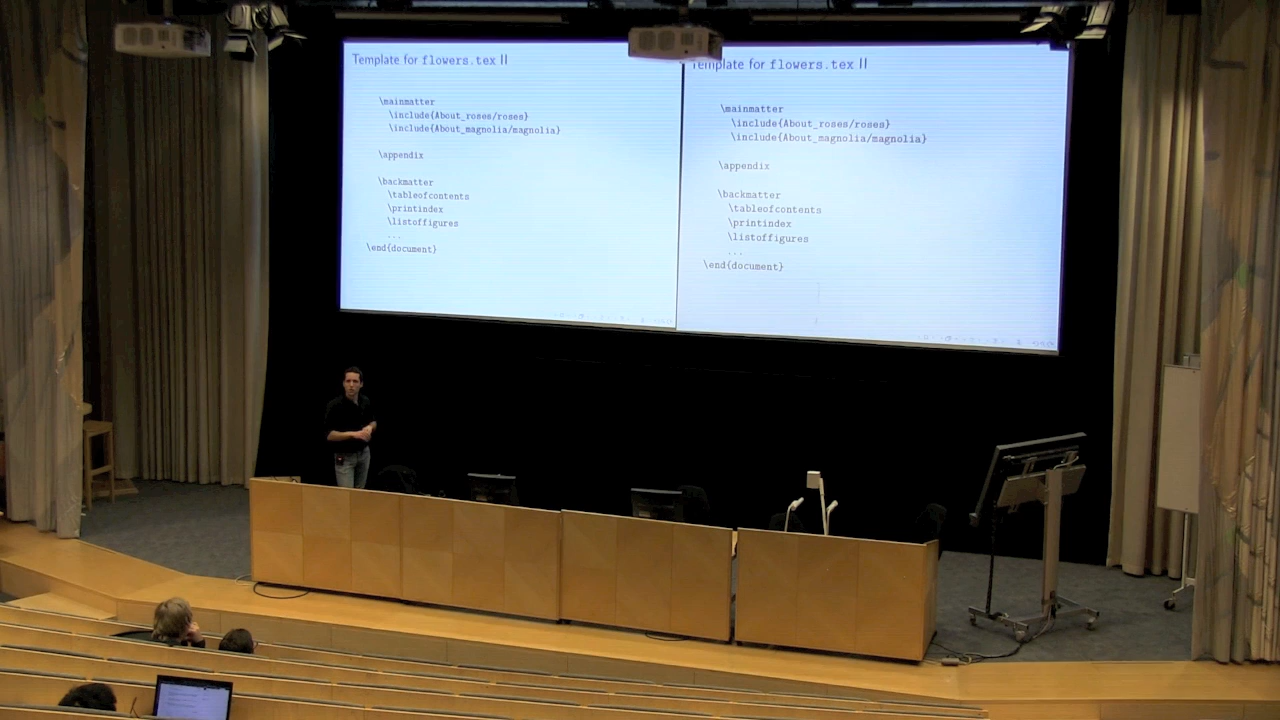 Template for flowers.tex II
\mainmatter
\include{About_roses/roses}
\include{About_magnolia/magnolia}
\appendix
\backmatter
\tableofcontents
\printindex
\listoffigures
...
\end{document}
Template for flowers.tex II
\mainmatter
\include{About_roses/roses}
\include{About_magnolia/magnolia}
\appendix
\backmatter
\tableofcontents
\printindex
\listoffigures
...
\end{document}